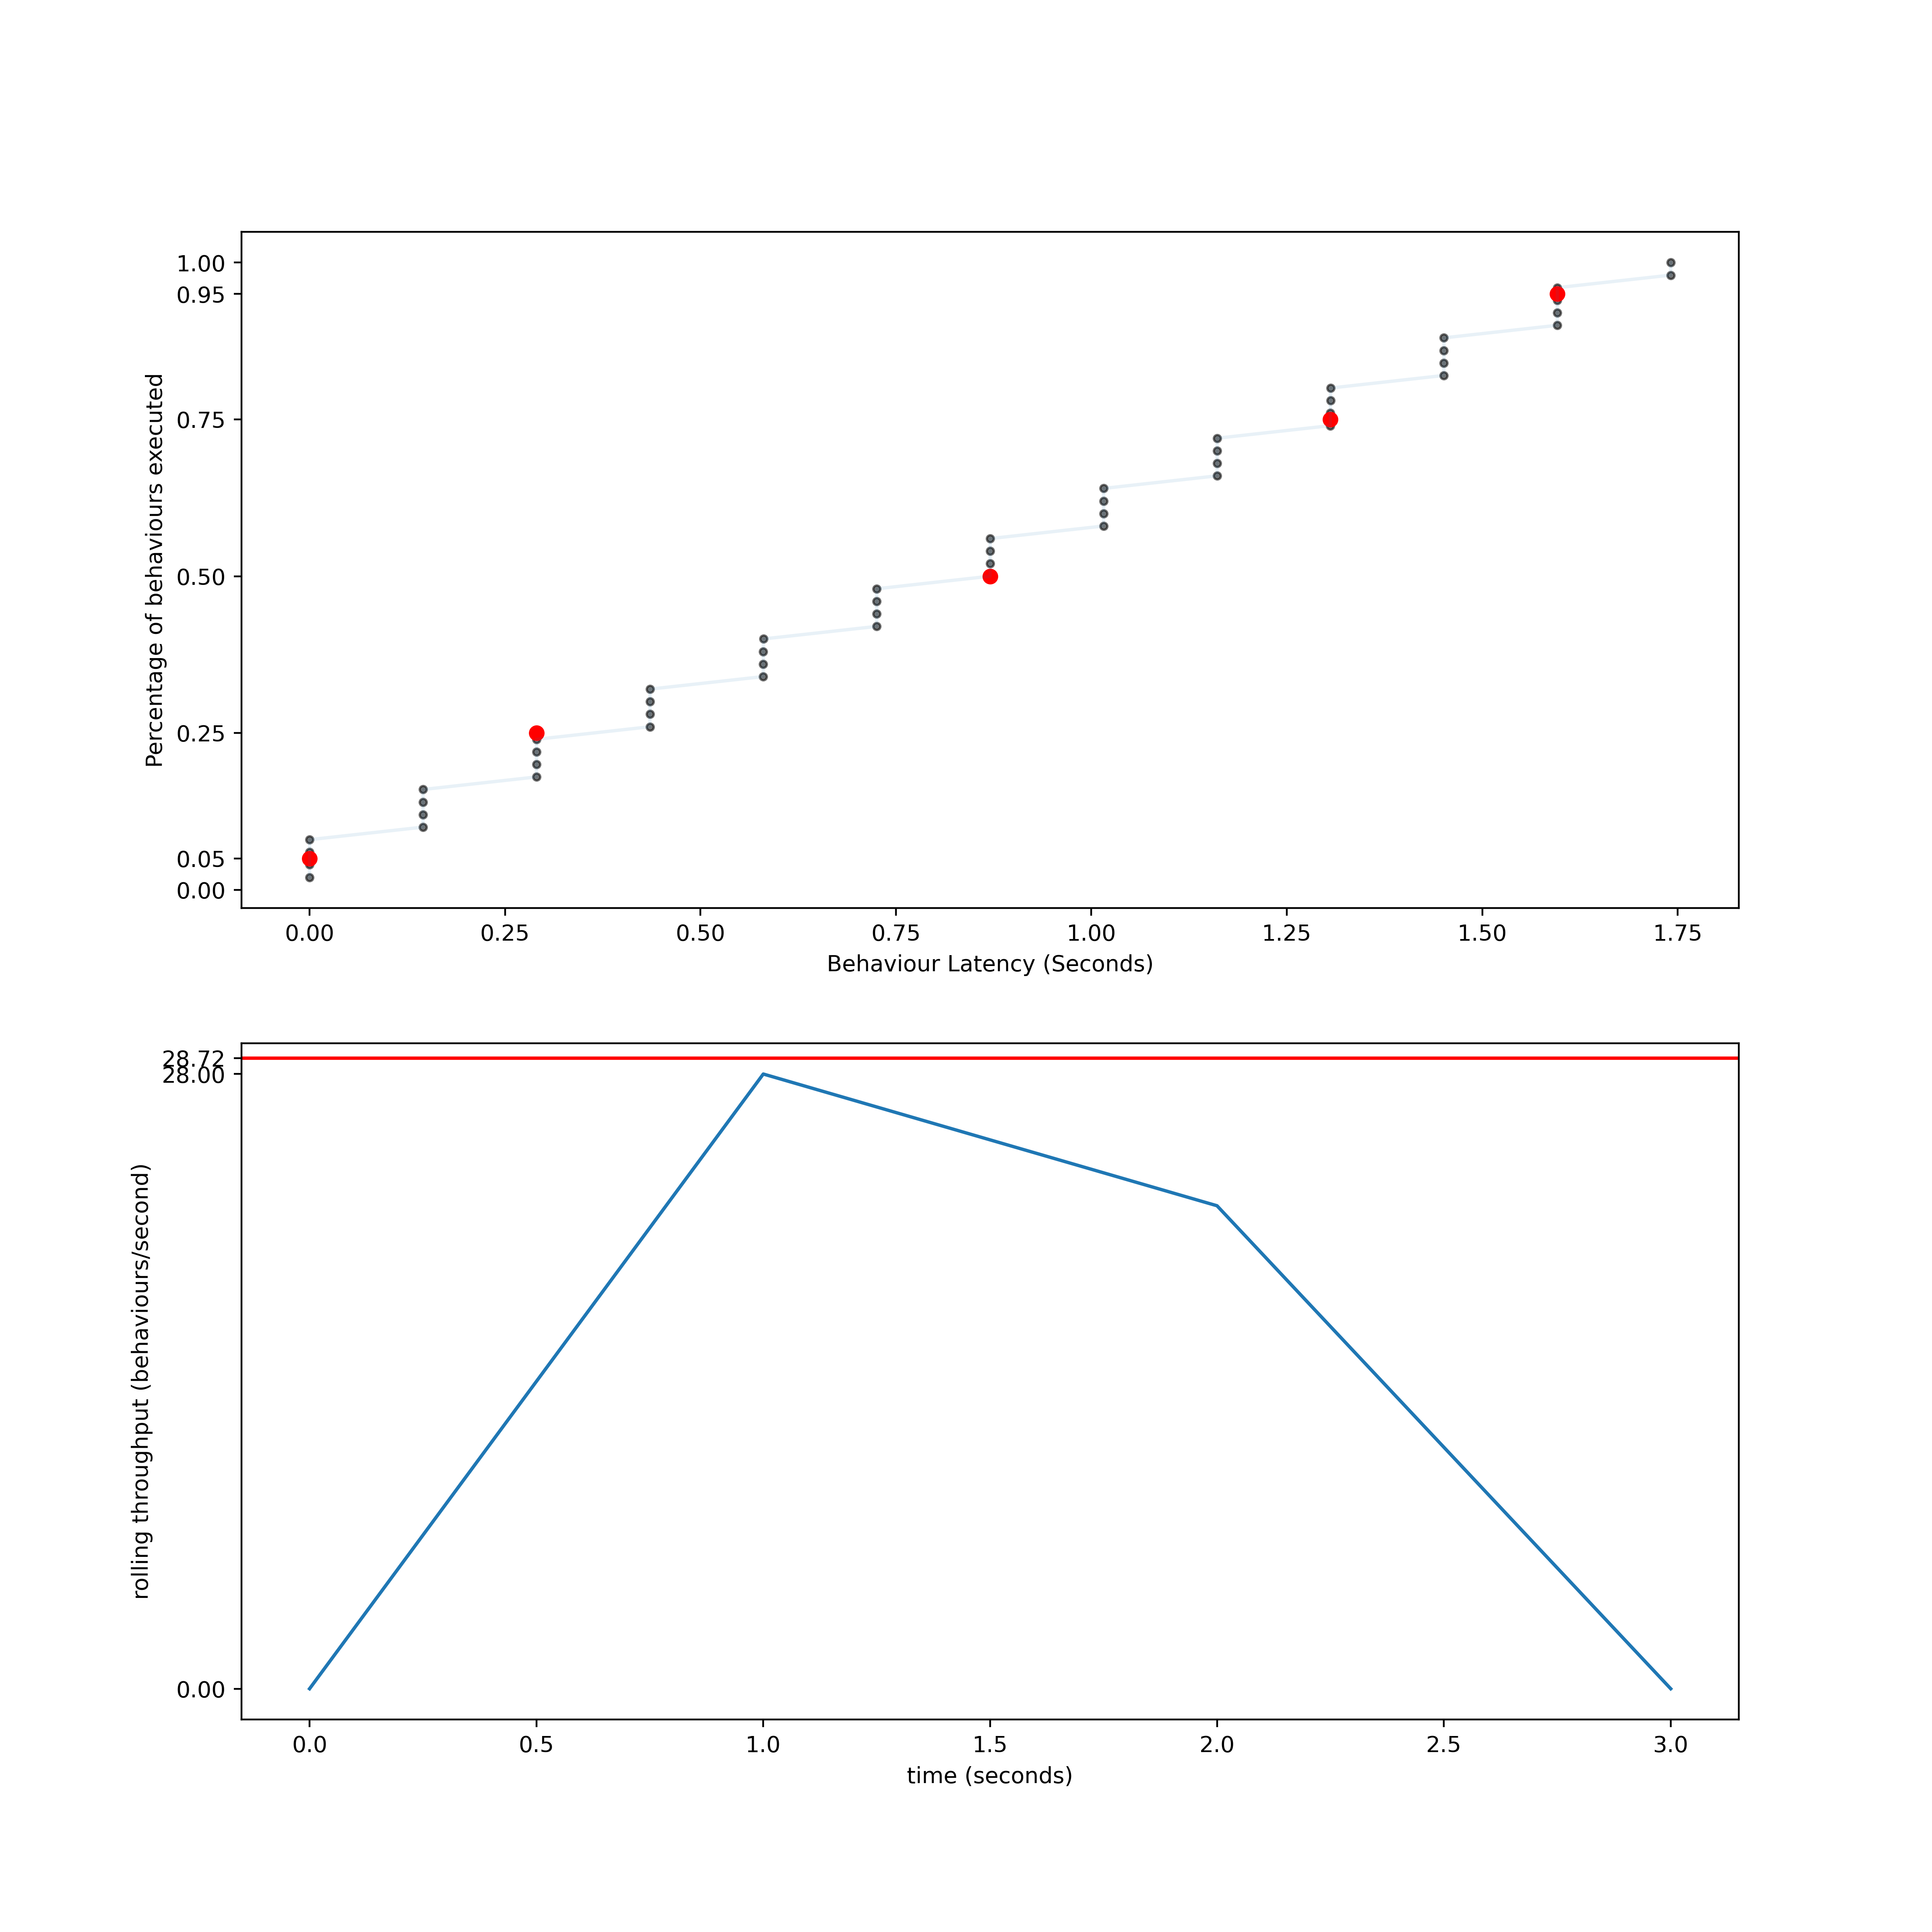 1.00
0.95
0.75
0.50
0.25
0.05
0.00
Percentage of behaviours executed
0.00 0.25 0.50 0.75 1.00 1.25 1.50 1.75
Behaviour Latency (Seconds)
28.72
28.00
0.00
rolling throughput (behaviours/second)
0.0 0.5 1.0 1.5 2.0 2.5 3.0
time (seconds)